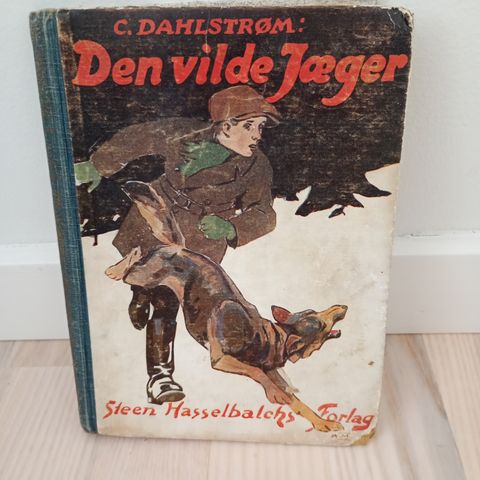 C. DAHLSTRØM:
Den vilde Jæger
Steen Hasselbalchs Forlag